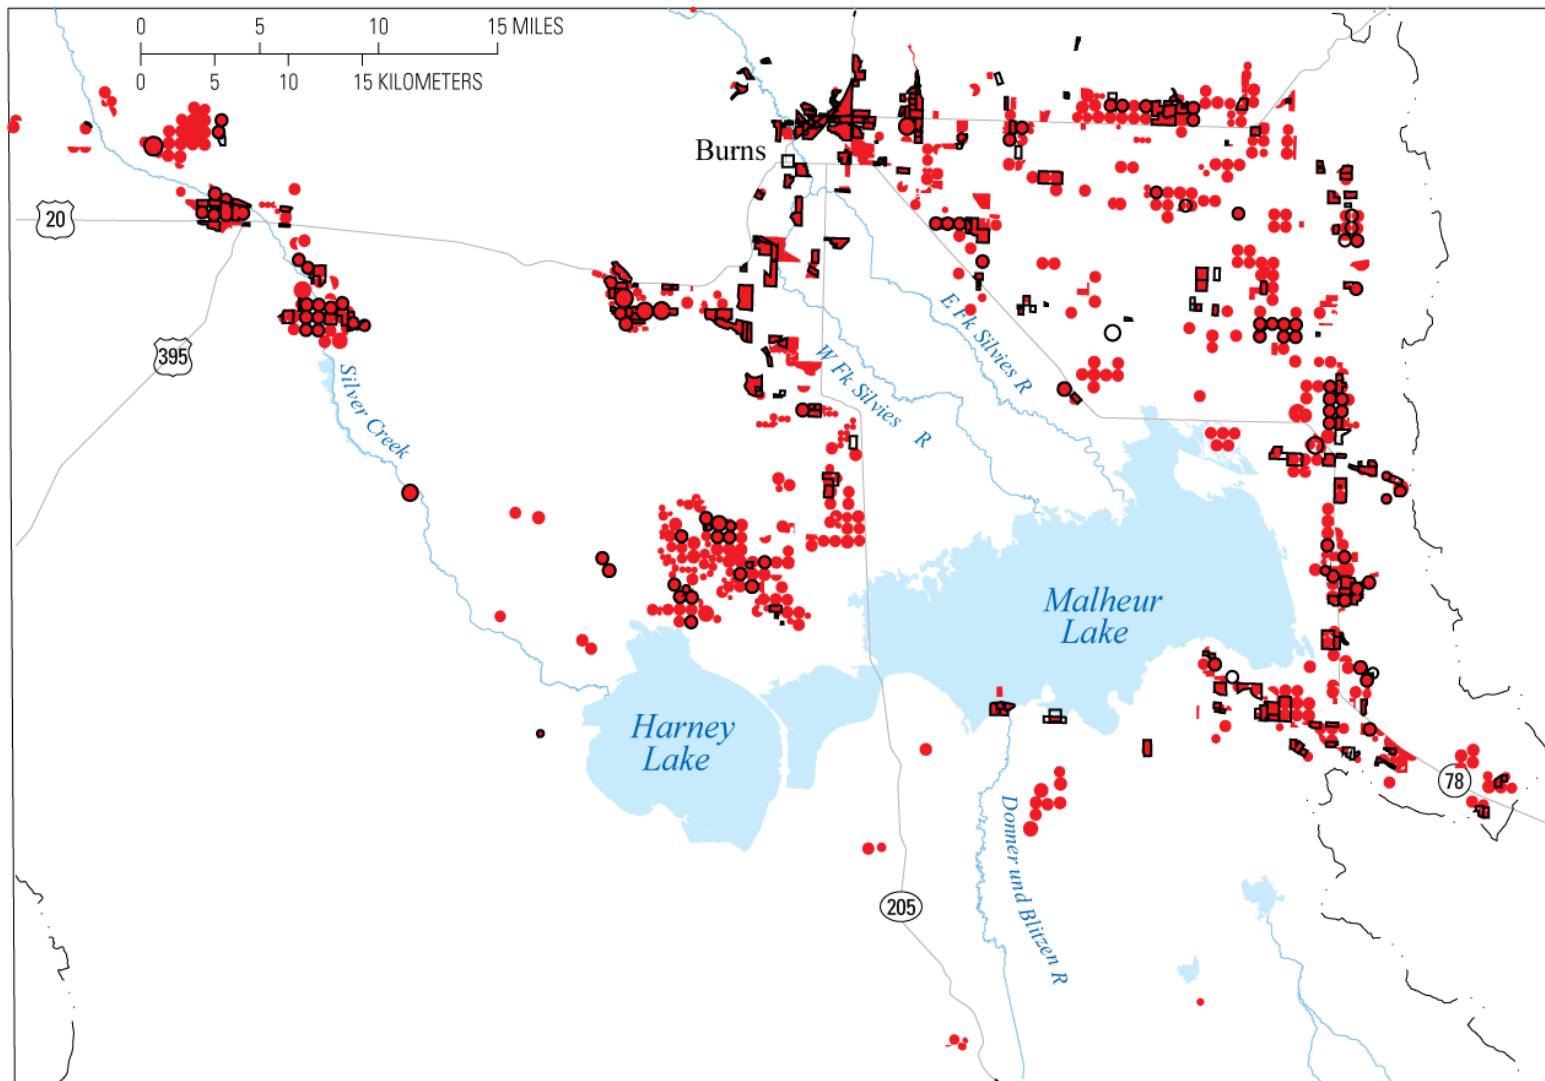 0 5 10 15 MILES
0 5 10 15 KILOMETERS
Burns
20
395
Silver Creek
W Fk Silvies R
E Fk Silvies R
Malheur
Lake
Harney
Lake
78
Donner und Blitzen R
205